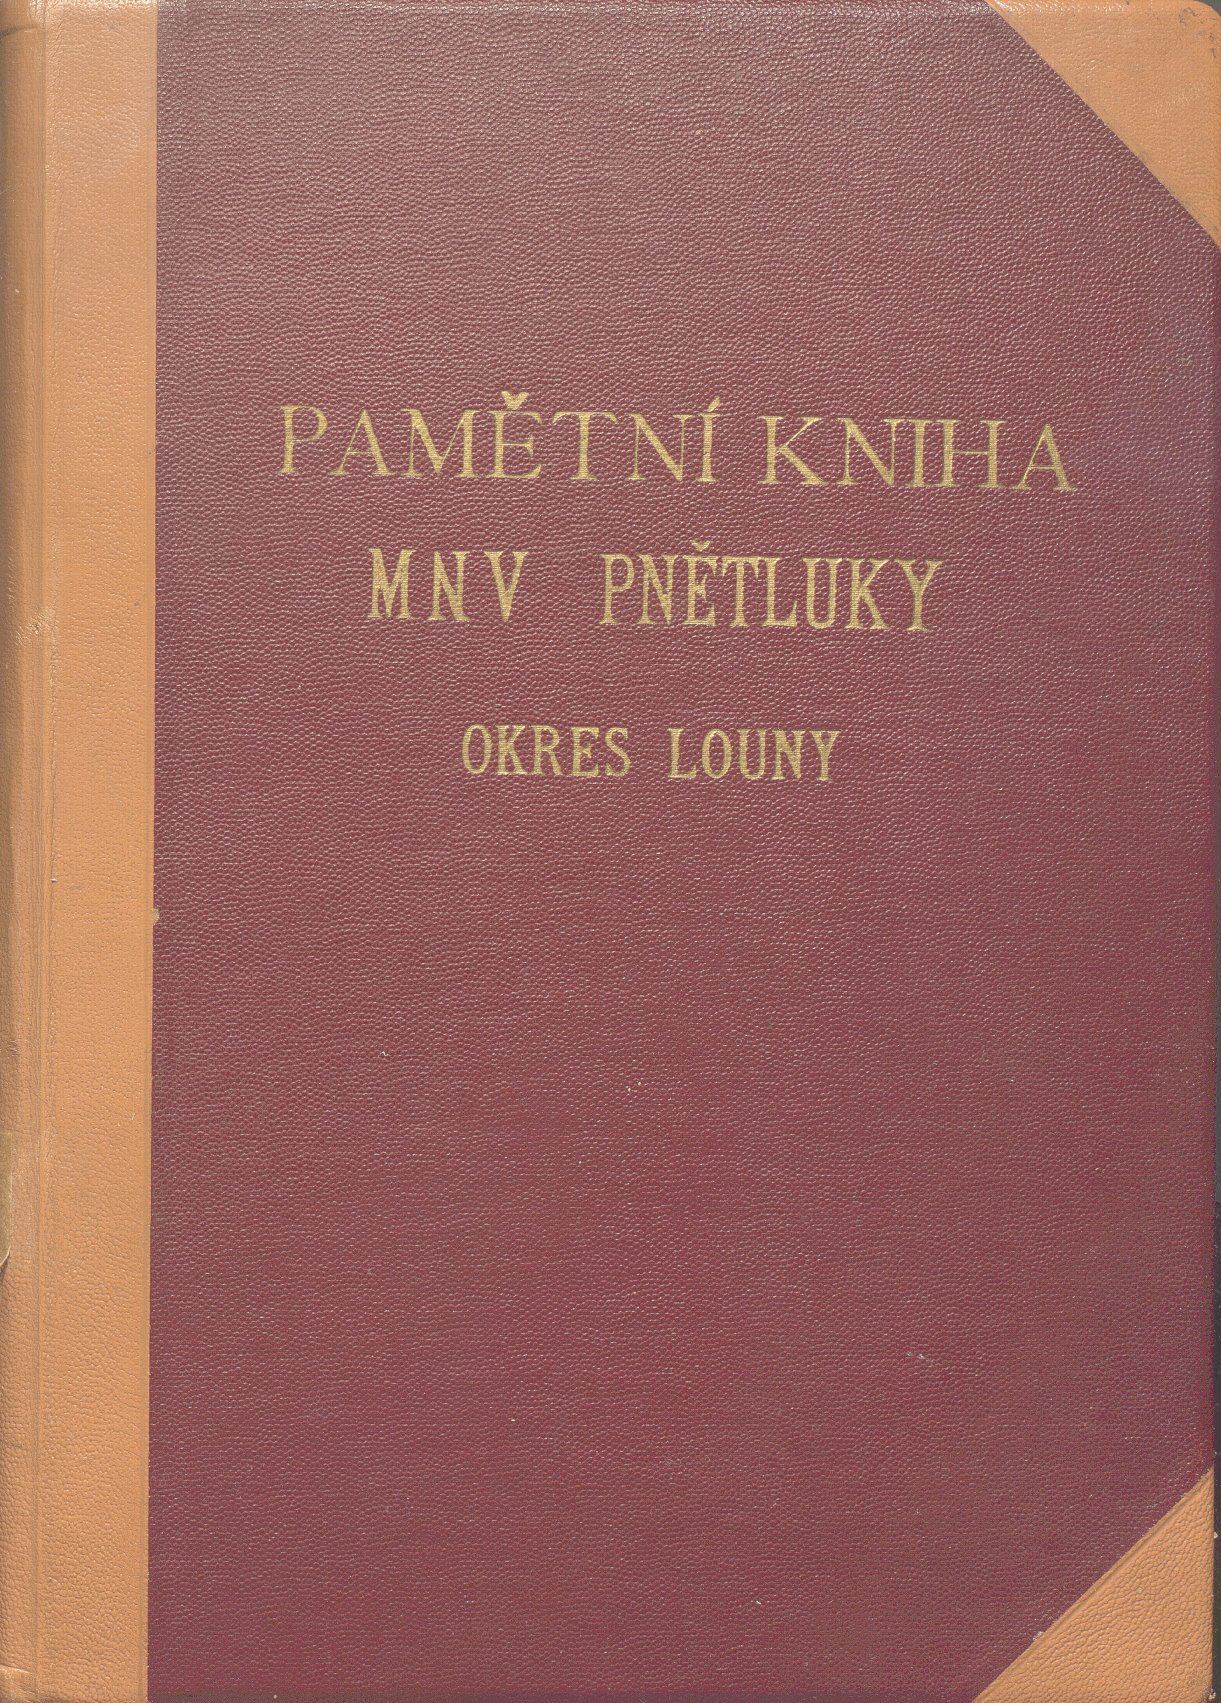 PAMĚTNÍ KNIHA
MNV PNĚTLUKY
OKRES LOUNY